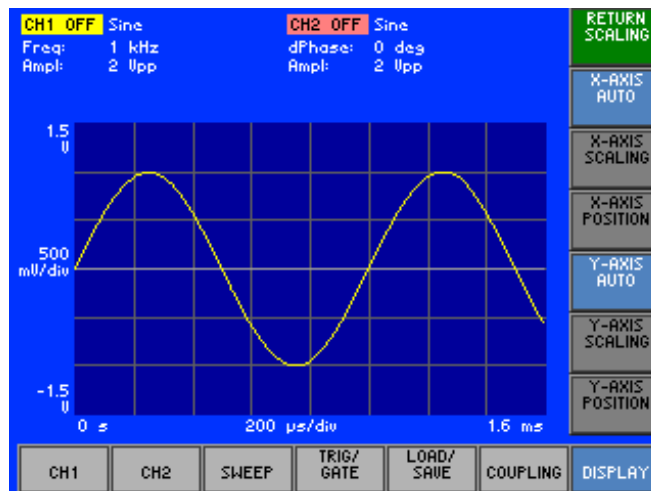 CH1 OFF Sine
Freq: 1 kHz
Ampl: 2 Vpp
CH2 OFF Sine
dPhase: 0 deg
Ampl: 2 Vpp
1.5
V
500
mV/div
-1.5
V
0 s 200 µs/div 1.6 ms
RETURN
SCALING
X-AXIS
AUTO
X-AXIS
SCALING
X-AXIS
POSITION
Y-AXIS
AUTO
Y-AXIS
SCALING
Y-AXIS
POSITION
CH1
CH2
SWEEP
TRIG/
GATE
LOAD/
SAVE
COUPLING
DISPLAY